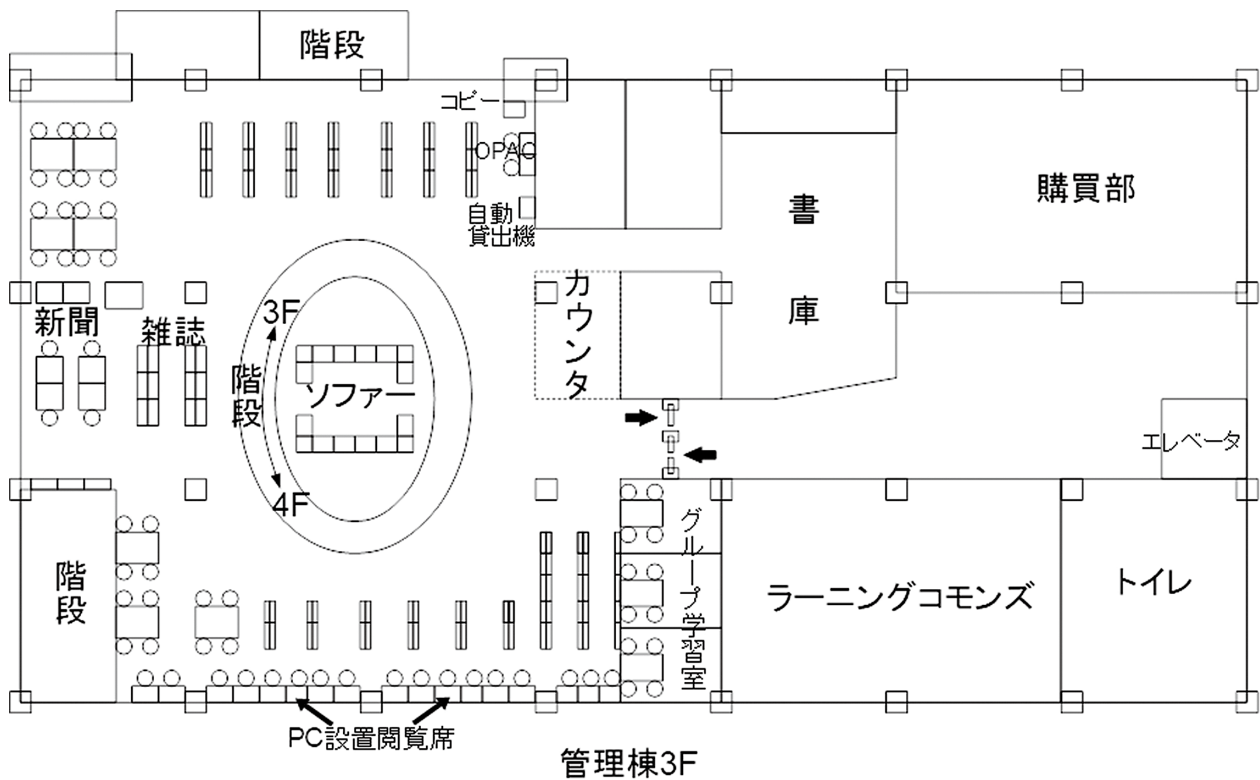 階段
コピー
OPAC
自動
貸出機
書
庫
購買部
カウンタ
新聞
雑誌
3F
階段
4F
ソファー
エレベータ
階段
グループ学習室
ラーニングコモンズ
トイレ
PC設置閲覧席
管理棟3F